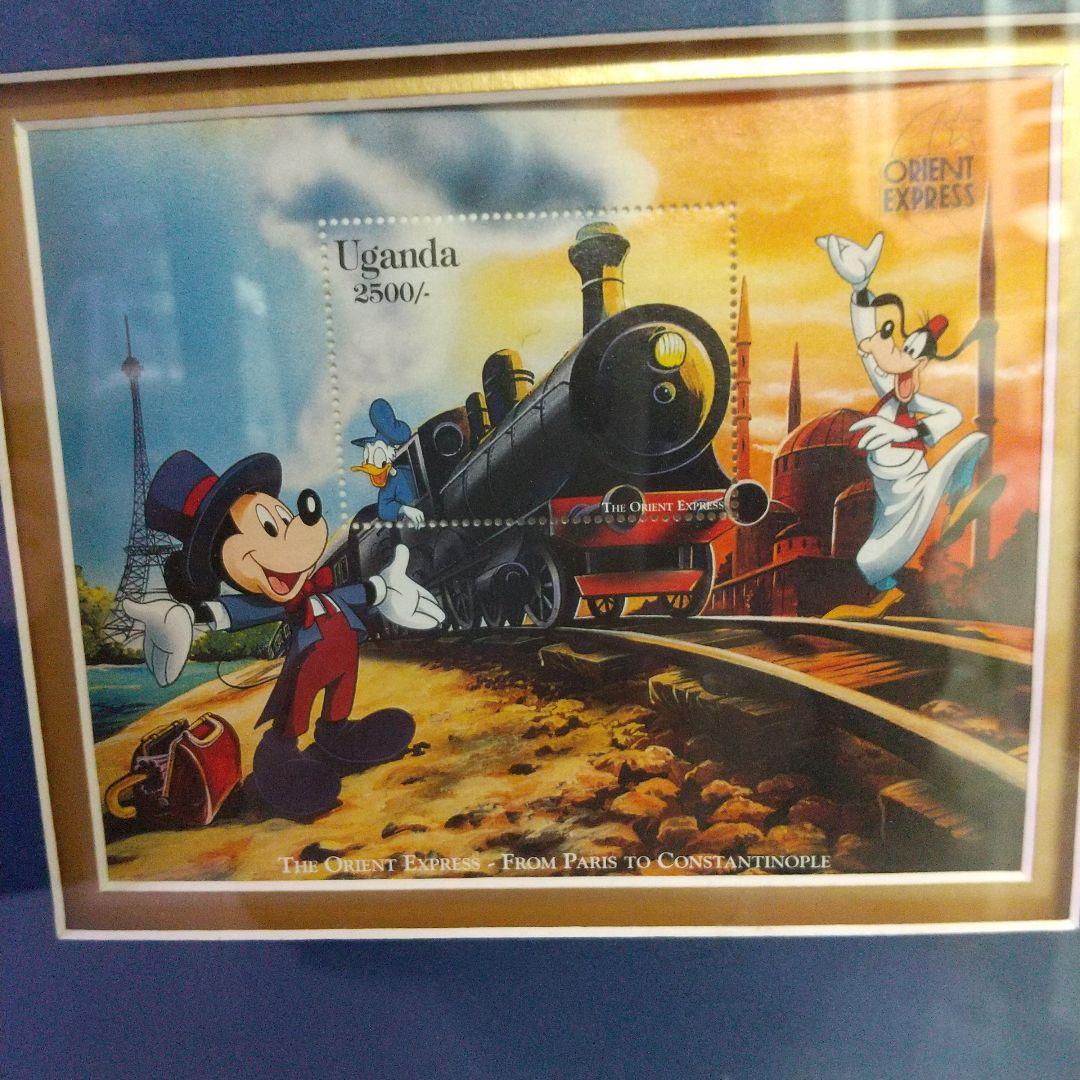 ORIENT
EXPRESS
Uganda
2500/-
THE ORIENT EXPRESS
THE ORIENT EXPRESS - FROM PARIS TO CONSTANTINOPLE